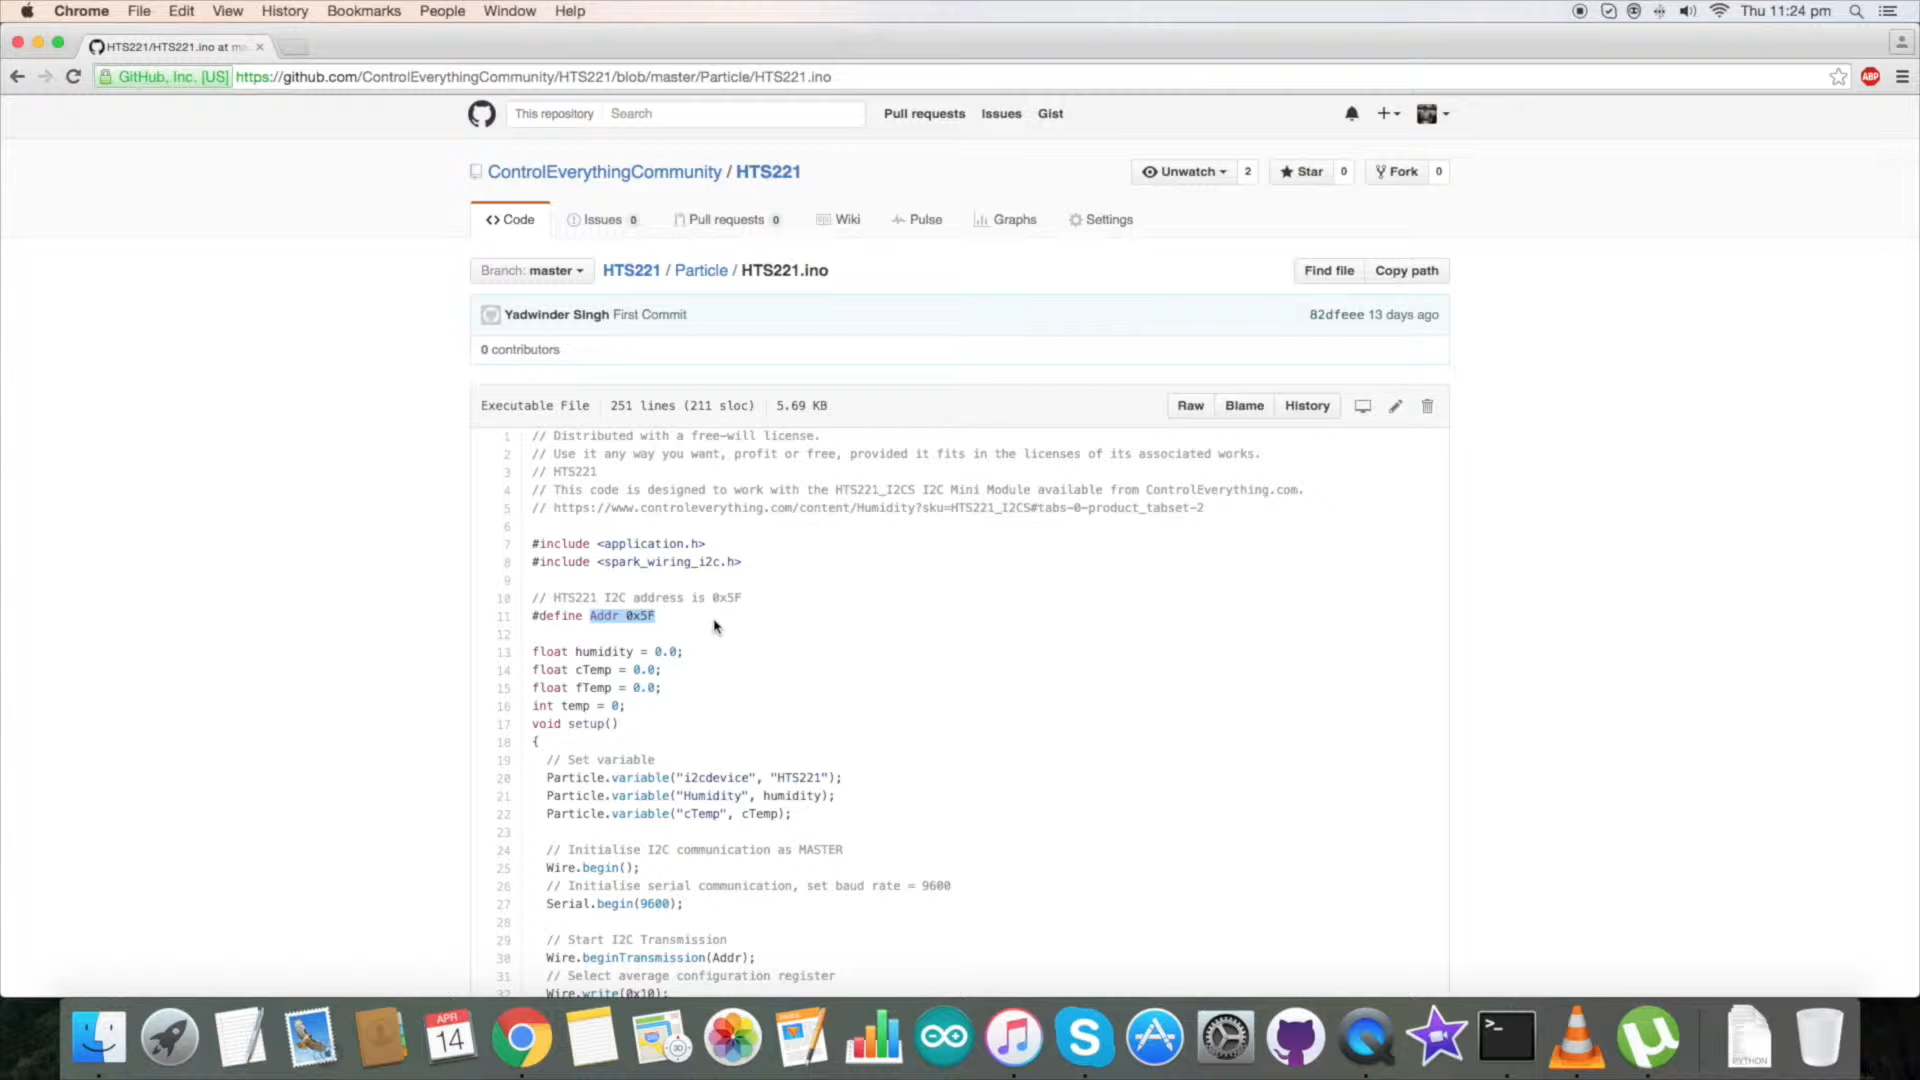 Chrome File Edit View History Bookmarks People Window Help Thu 11:24 pm
HTS221/HTS221.ino at ma
GitHub, Inc. [US] https://github.com/ControlEverythingCommunity/HTS221/blob/master/Particle/HTS221.ino ABP
This repository Search Pull requests Issues Gist
ControlEverythingCommunity / HTS221 Unwatch 2 Star 0 Fork 0
Code Issues 0 Pull requests 0 Wiki Pulse Graphs Settings
Branch: master HTS221 / Particle / HTS221.ino Find file Copy path
Yadwinder SIngh First Commit 82dfeee 13 days ago
0 contributors
Executable File 251 lines (211 sloc) 5.69 KB Raw Blame History
1 // Distributed with a free-will license.
2 // Use it any way you want, profit or free, provided it fits in the licenses of its associated works.
3 // HTS221
4 // This code is designed to work with the HTS221_I2CS I2C Mini Module available from ControlEverything.com.
5 // https://www.controleverything.com/content/Humidity?sku=HTS221_I2CS#tabs-0-product_tabset-2
6
7 #include <application.h>
8 #include <spark_wiring_i2c.h>
9
10 // HTS221 I2C address is 0x5F
11 #define Addr 0x5F
12
13 float humidity = 0.0;
14 float cTemp = 0.0;
15 float fTemp = 0.0;
16 int temp = 0;
17 void setup()
18 {
19 // Set variable
20 Particle.variable("i2cdevice", "HTS221");
21 Particle.variable("Humidity", humidity);
22 Particle.variable("cTemp", cTemp);
23
24 // Initialise I2C communication as MASTER
25 Wire.begin();
26 // Initialise serial communication, set baud rate = 9600
27 Serial.begin(9600);
28
29 // Start I2C Transmission
30 Wire.beginTransmission(Addr);
31 // Select average configuration register
32 Wire.write(0x10);
APR
14
PYTHON